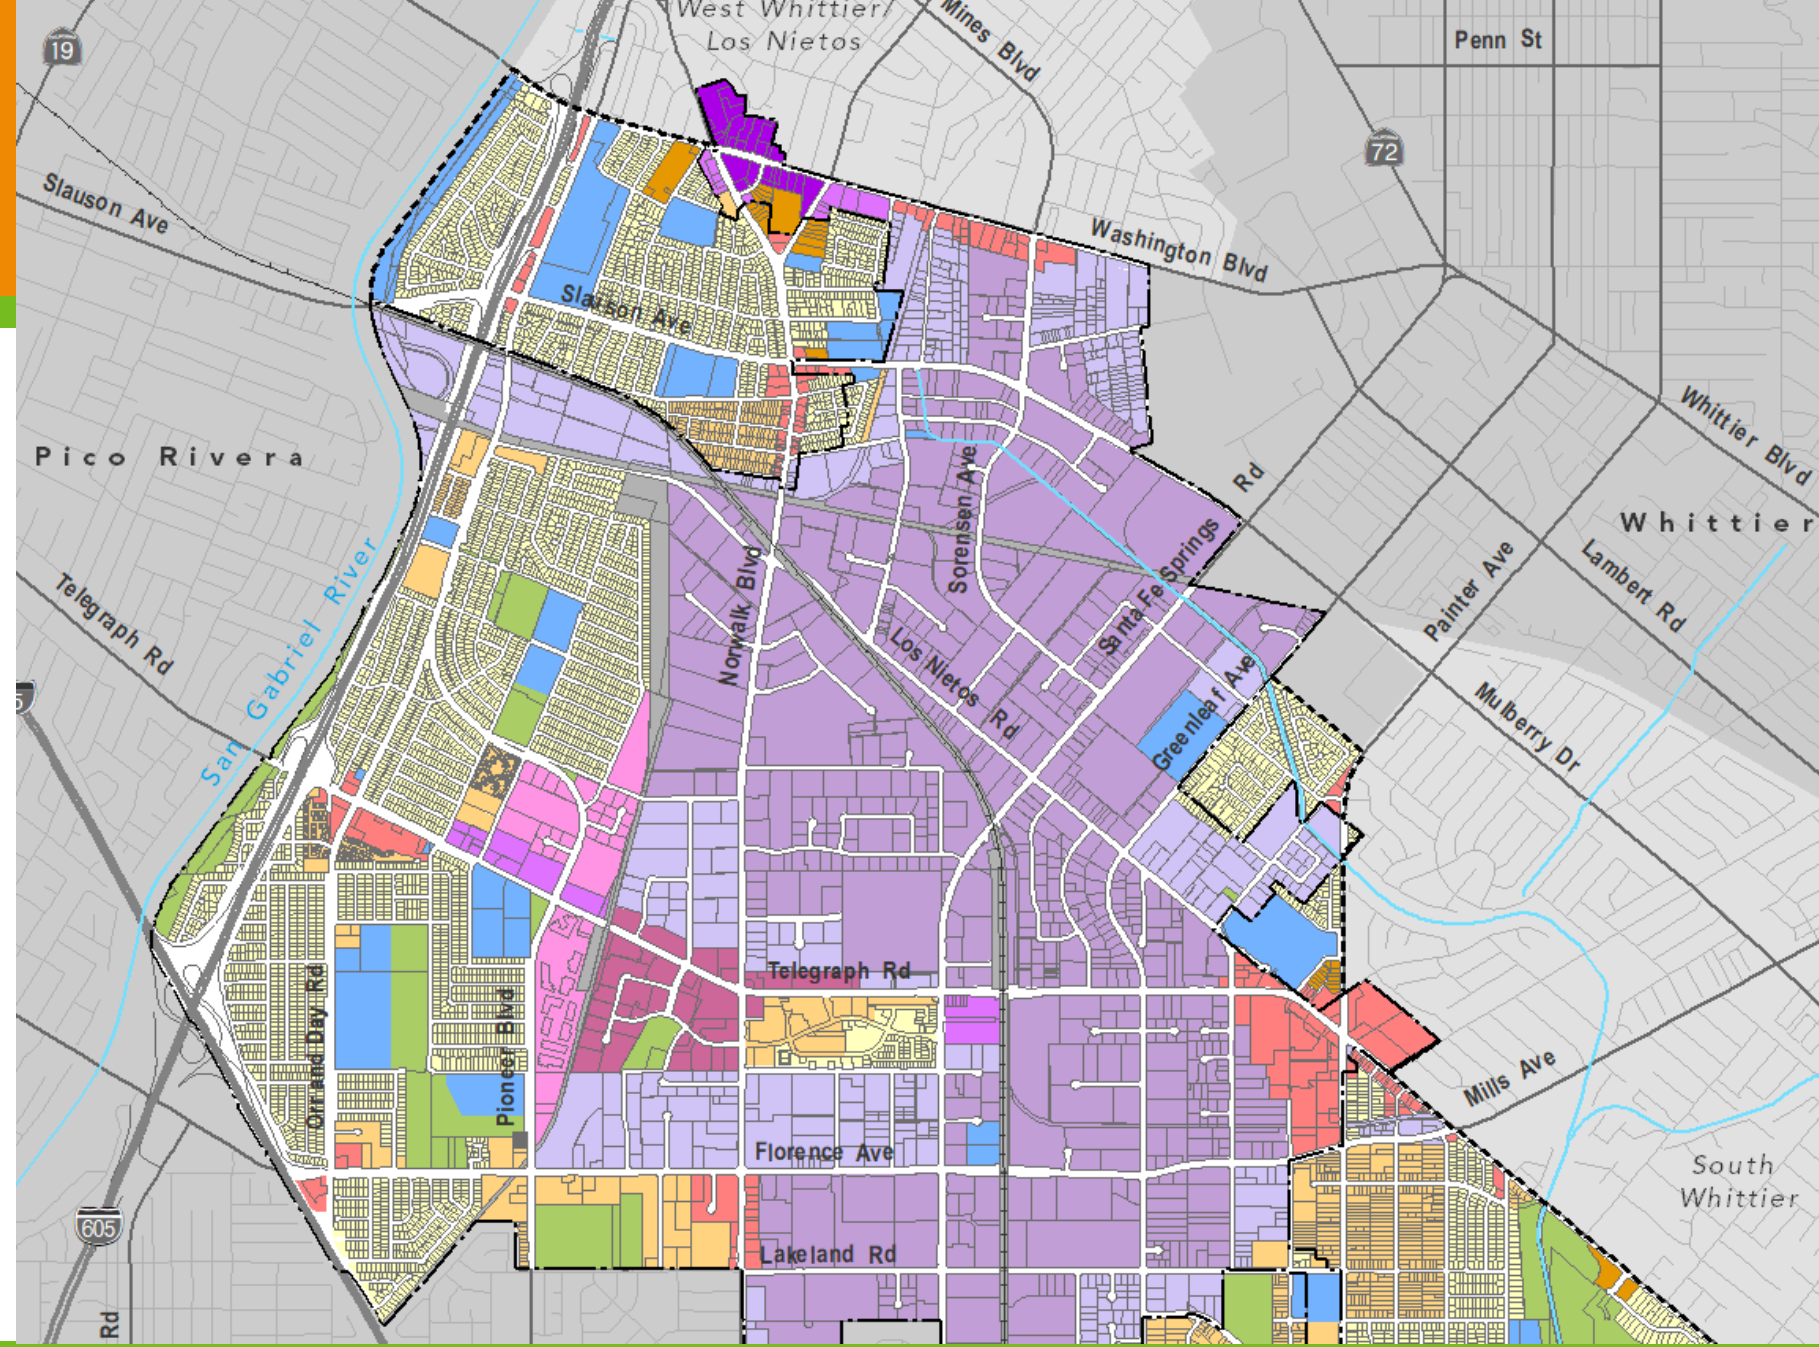 West Whittier/
Los Nietos
Mines Blvd
Penn St
19
72
Slauson Ave
Washington Blvd
Slauson Ave
Whittier Blvd
Pico Rivera
Rd
Whittier
Sorensen Ave
Santa Fe Springs
Painter Ave
Lambert Rd
San Gabriel River
Telegraph Rd
Norwalk Blvd
Los Nietos Rd
Greenleaf Ave
Mulberry Dr
5
Telegraph Rd
Orr and Day Rd
Pioneer Blvd
Mills Ave
Florence Ave
South
Whittier
605
Lakeland Rd
Rd